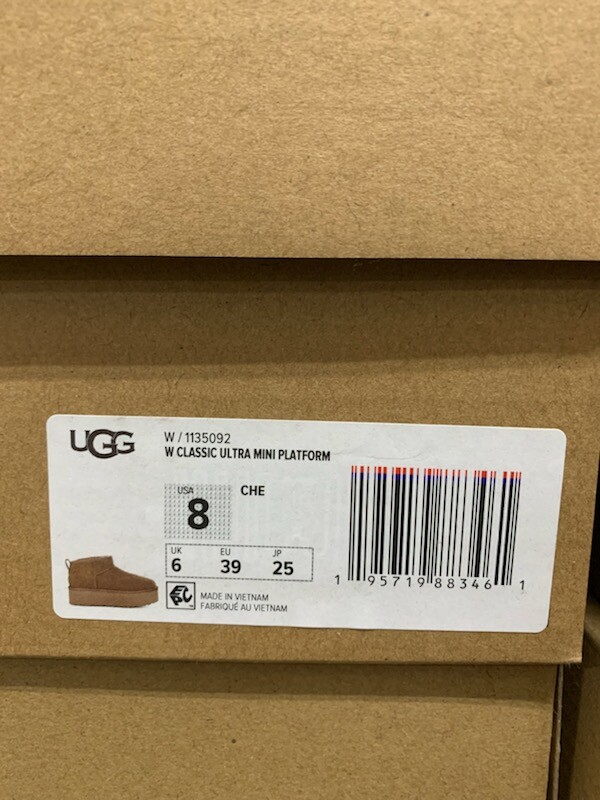 UGG
W / 1135092
W CLASSIC ULTRA MINI PLATFORM
USA
8
CHE
UK EU JP
6 39 25
MADE IN VIETNAM
FABRIQUÉ AU VIETNAM
1 95719 88346 1